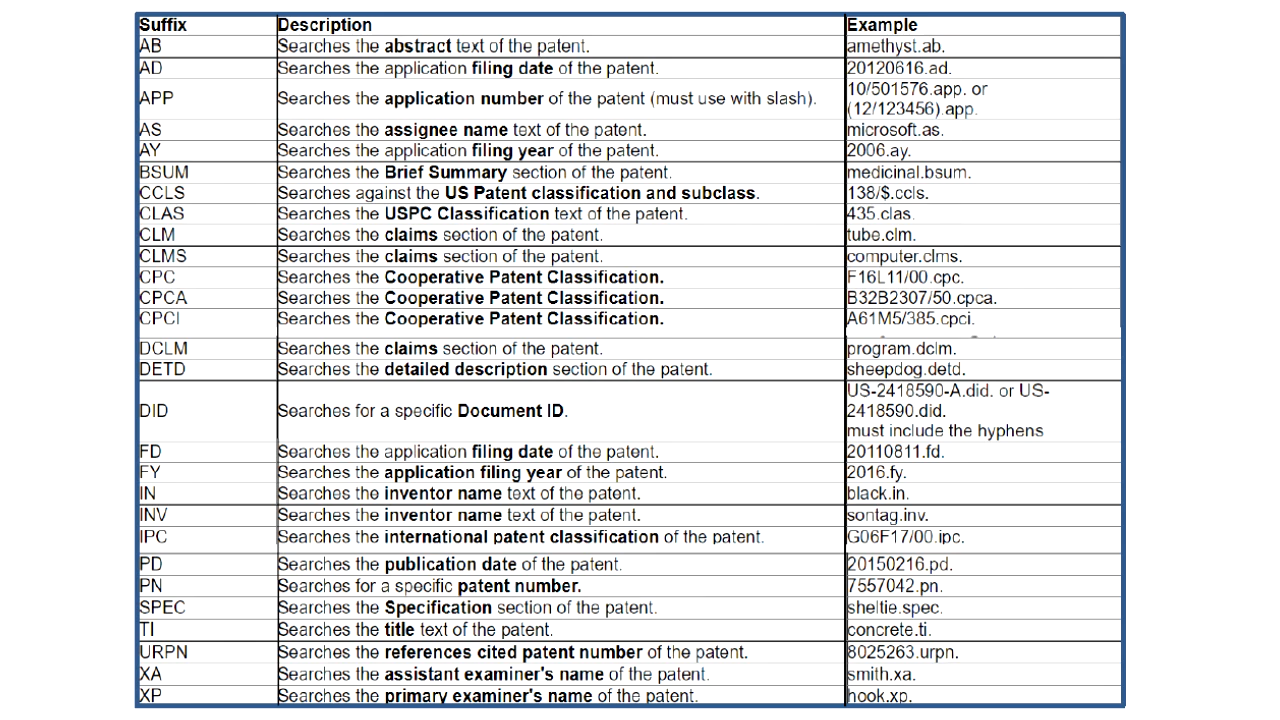 Suffix Description Example
AB Searches the abstract text of the patent. amethyst.ab.
AD Searches the application filing date of the patent. 20120616.ad.
APP Searches the application number of the patent (must use with slash). 10/501576.app. or
(12/123456).app.
AS Searches the assignee name text of the patent. microsoft.as.
AY Searches the application filing year of the patent. 2006.ay.
BSUM Searches the Brief Summary section of the patent. medicinal.bsum.
CCLS Searches against the US Patent classification and subclass. 138/$.ccls.
CLAS Searches the USPC Classification text of the patent. 435.clas.
CLM Searches the claims section of the patent. tube.clm.
CLMS Searches the claims section of the patent. computer.clms.
CPC Searches the Cooperative Patent Classification. F16L11/00.cpc.
CPCA Searches the Cooperative Patent Classification. B32B2307/50.cpca.
CPCI Searches the Cooperative Patent Classification. A61M5/385.cpci.
DCLM Searches the claims section of the patent. program.dclm.
DETD Searches the detailed description section of the patent. sheepdog.detd.
DID Searches for a specific Document ID. US-2418590-A.did. or US-
2418590.did.
must include the hyphens
FD Searches the application filing date of the patent. 20110811.fd.
FY Searches the application filing year of the patent. 2016.fy.
IN Searches the inventor name text of the patent. black.in.
INV Searches the inventor name text of the patent. sontag.inv.
IPC Searches the international patent classification of the patent. G06F17/00.ipc.
PD Searches the publication date of the patent. 20150216.pd.
PN Searches for a specific patent number. 7557042.pn.
SPEC Searches the Specification section of the patent. sheltie.spec.
TI Searches the title text of the patent. concrete.ti.
URPN Searches the references cited patent number of the patent. 8025263.urpn.
XA Searches the assistant examiner's name of the patent. smith.xa.
XP Searches the primary examiner's name of the patent. hook.xp.